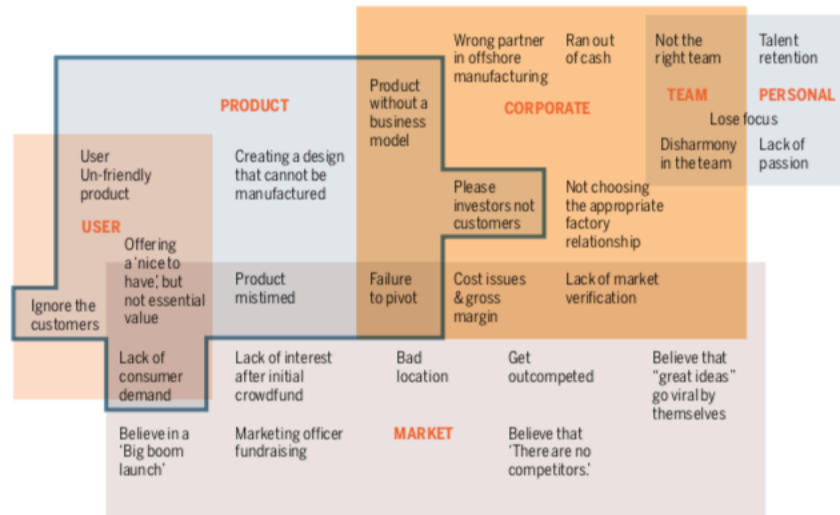 Wrong partner
in offshore
manufacturing
Ran out
of cash
Not the
right team
Talent
retention
PRODUCT
Product
without a
business
model
CORPORATE
TEAM
PERSONAL
Lose focus
User
Un-friendly
product
Creating a design
that cannot be
manufactured
Disharmony
in the team
Lack of
passion
Please
investors not
customers
Not choosing
the appropriate
factory
relationship
USER
Offering
a 'nice to
have,' but
not essential
value
Ignore the
customers
Product
mistimed
Failure
to pivot
Cost issues
& gross
margin
Lack of market
verification
Lack of
consumer
demand
Lack of interest
after initial
crowdfund
Bad
location
Get
outcompeted
Believe that
"great ideas"
go viral by
themselves
Believe in a
'Big boom
launch'
Marketing officer
fundraising
MARKET
Believe that
'There are no
competitors.'